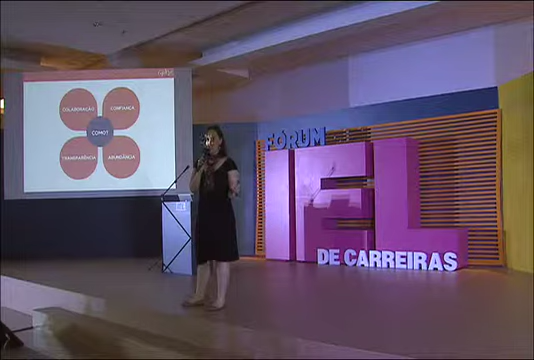 COLABORAÇÃO
CONFIANÇA
COMO?
TRANSPARÊNCIA
ABUNDÂNCIA
FÓRUM
IEL
DE CARREIRAS